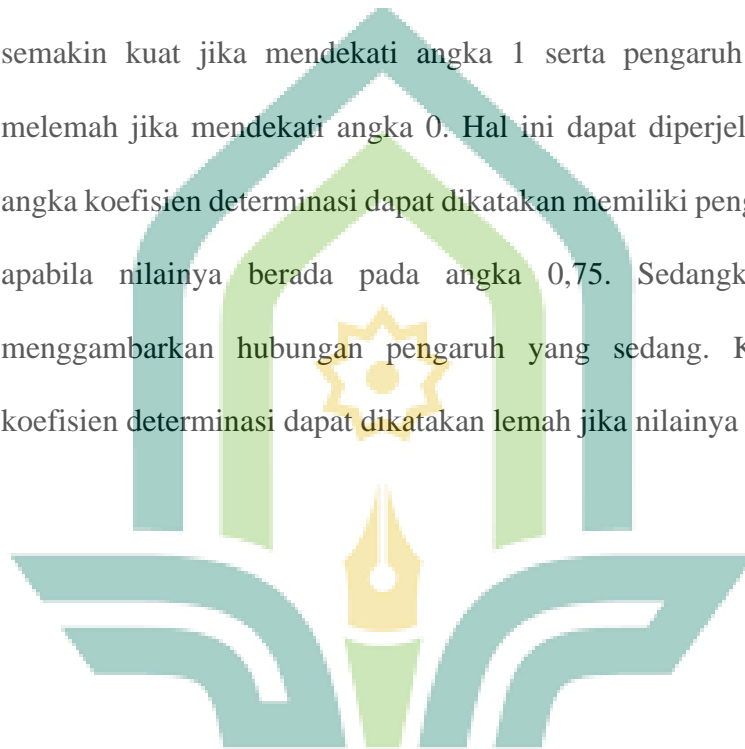 semakin kuat jika mendekati angka 1 serta pengaruh
melemah jika mendekati angka 0. Hal ini dapat diperjel
angka koefisien determinasi dapat dikatakan memiliki peng
apabila nilainya berada pada angka 0,75. Sedangk
menggambarkan hubungan pengaruh yang sedang. K
koefisien determinasi dapat dikatakan lemah jika nilainya